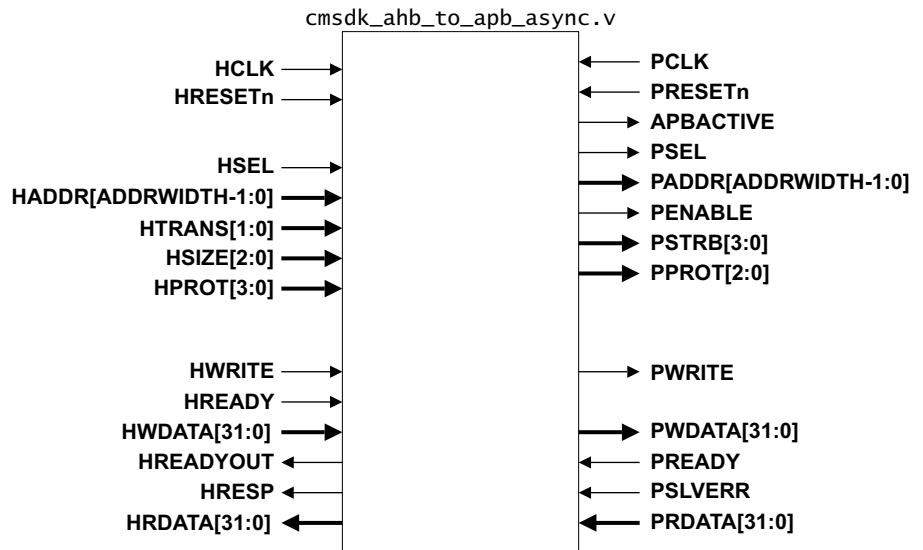 cmsdk_ahb_to_apb_async.v
HCLK
HRESETn
HSEL
HADDR[ADDRWIDTH-1:0]
HTRANS[1:0]
HSIZE[2:0]
HPROT[3:0]
HWRITE
HREADY
HWDATA[31:0]
HREADYOUT
HRESP
HRDATA[31:0]
PCLK
PRESETn
APBACTIVE
PSEL
PADDR[ADDRWIDTH-1:0]
PENABLE
PSTRB[3:0]
PPROT[2:0]
PWRITE
PWDATA[31:0]
PREADY
PSLVERR
PRDATA[31:0]